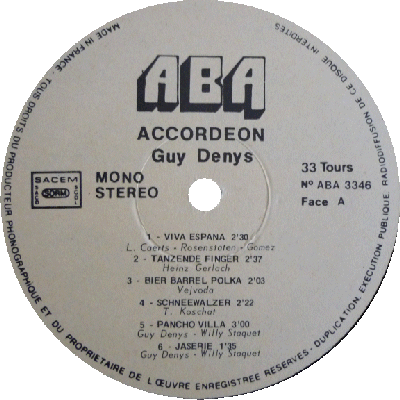 ABA
ACCORDEON
Guy Denys
33 Tours
Nº ABA 3346
Face A
MONO
STEREO
SACEM
SDRM
1 - VIVA ESPANA 2'30
L. Caerts - Rosenstaten - Gomez
2 - TANZENDE FINGER 2'37
Heinz Gerlach
3 - BIER BARREL POLKA 2'03
Vejvoda
4 - SCHNEEWALZER 2'22
T. Koschat
5 - PANCHO VILLA 3'00
Guy Denys - Willy Staquet
6 - JASERIE 1'35
Guy Denys - Willy Staquet
MADE IN FRANCE - TOUS DROITS DU PRODUCTEUR PHONOGRAPHIQUE ET DU PROPRIETAIRE DE L'ŒUVRE ENREGISTREE RESERVES - DUPLICATION, EXECUTION PUBLIQUE, RADIODIFFUSION DE CE DISQUE INTERDITES